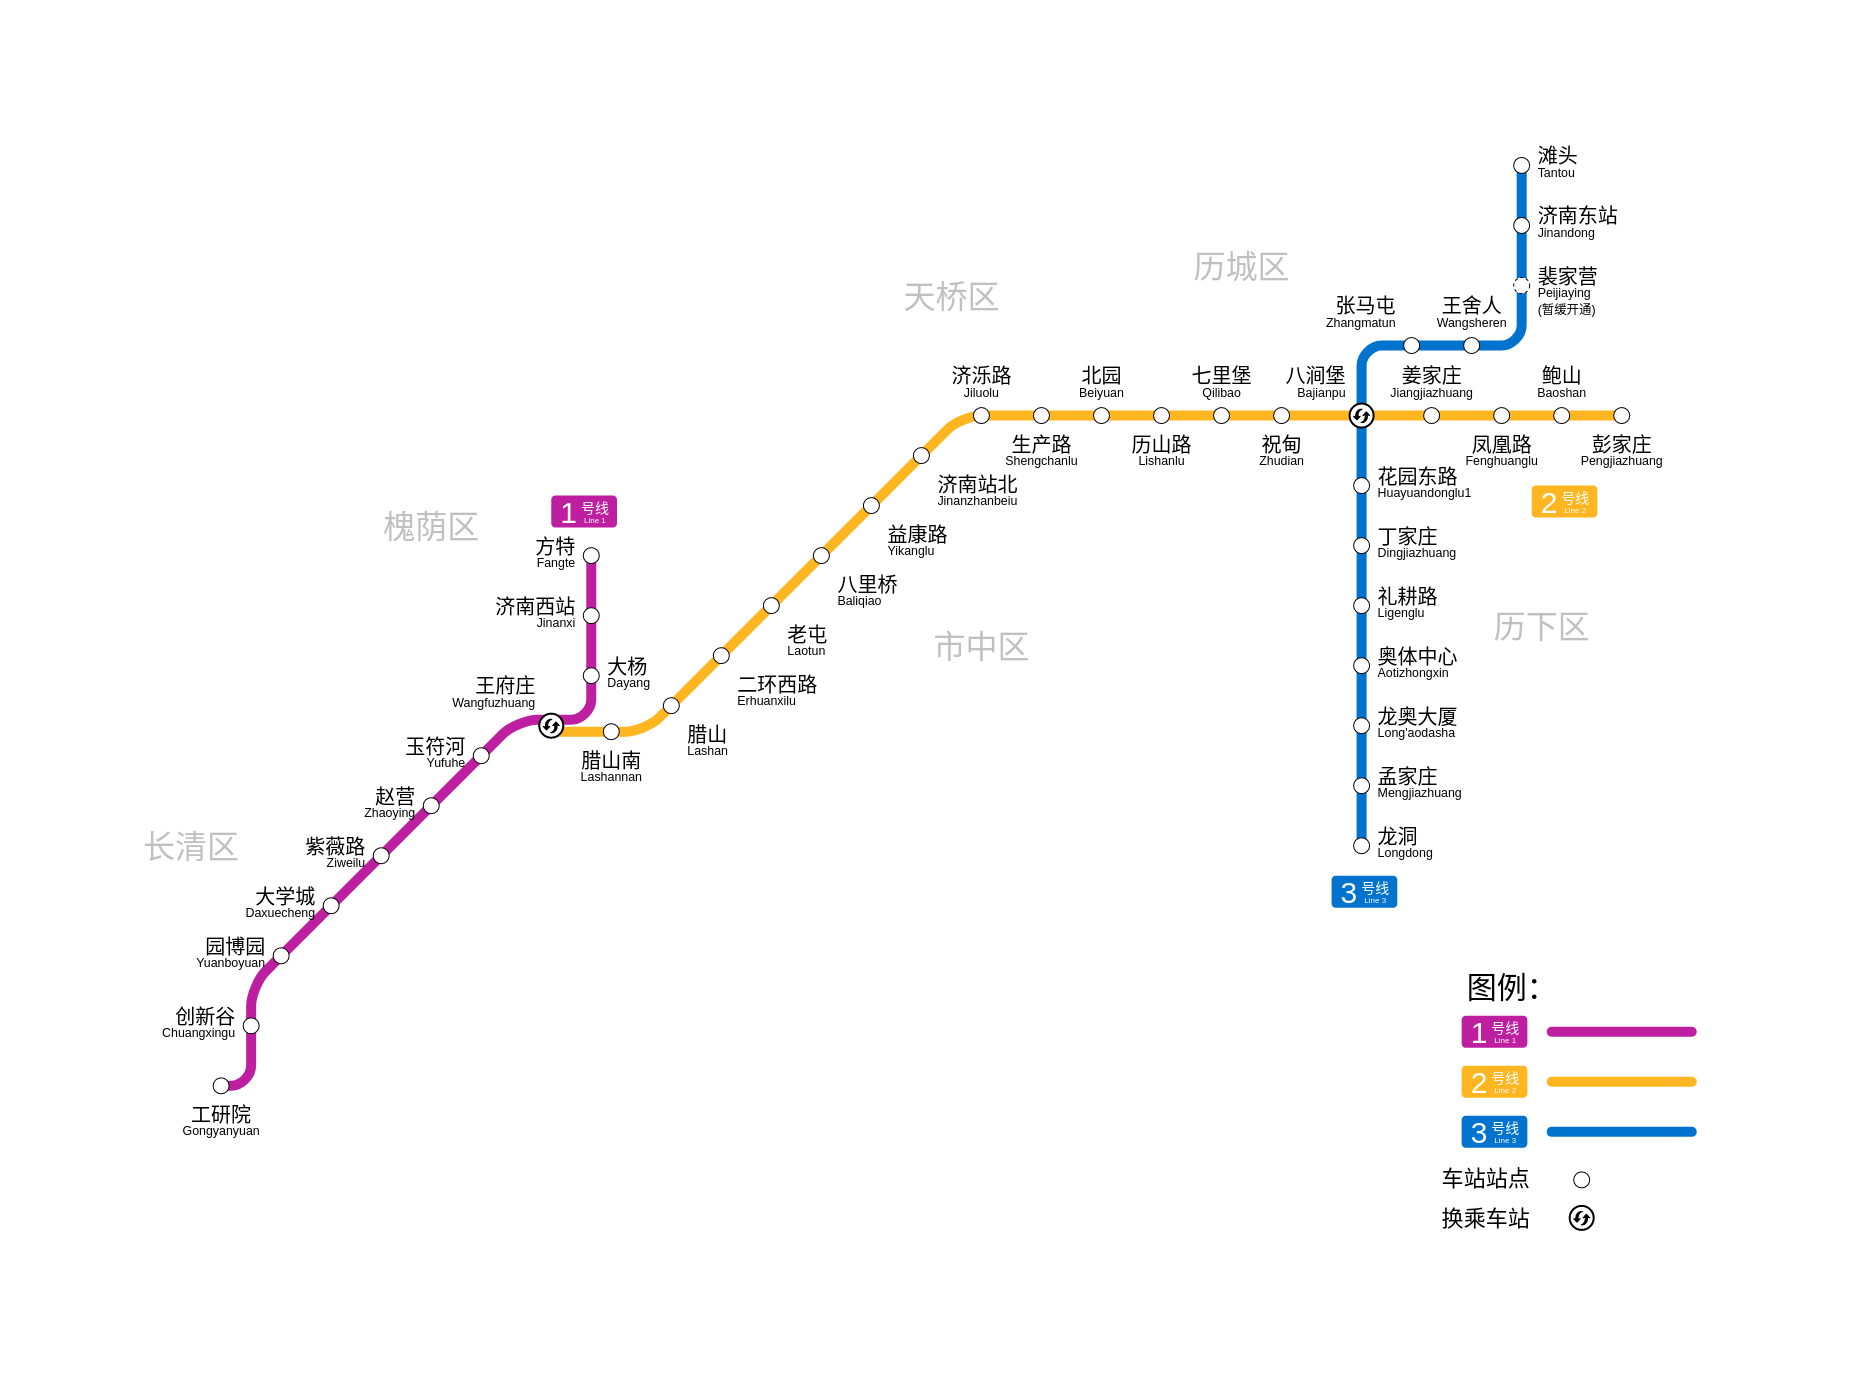 滩头
Tantou
济南东站
Jinandong
历城区
裴家营
Peijiaying
(暂缓开通)
天桥区
张马屯
Zhangmatun
王舍人
Wangsheren
济泺路
Jiluolu
北园
Beiyuan
七里堡
Qilibao
八涧堡
Bajianpu
姜家庄
Jiangjiazhuang
鲍山
Baoshan
生产路
Shengchanlu
历山路
Lishanlu
祝甸
Zhudian
凤凰路
Fenghuanglu
彭家庄
Pengjiazhuang
济南站北
Jinanzhanbeiu
花园东路
Huayuandonglu1
2 号线
Line 2
1 号线
Line 1
槐荫区
益康路
Yikanglu
丁家庄
Dingjiazhuang
方特
Fangte
八里桥
Baliqiao
礼耕路
Ligenglu
济南西站
Jinanxi
历下区
老屯
Laotun
市中区
奥体中心
Aotizhongxin
大杨
Dayang
二环西路
Erhuanxilu
王府庄
Wangfuzhuang
龙奥大厦
Long'aodasha
腊山
Lashan
玉符河
Yufuhe
腊山南
Lashannan
孟家庄
Mengjiazhuang
赵营
Zhaoying
龙洞
Longdong
长清区
紫薇路
Ziweilu
3 号线
Line 3
大学城
Daxuecheng
园博园
Yuanboyuan
创新谷
Chuangxingu
工研院
Gongyanyuan
图例：
1 号线
Line 1
2 号线
Line 2
3 号线
Line 3
车站站点
换乘车站